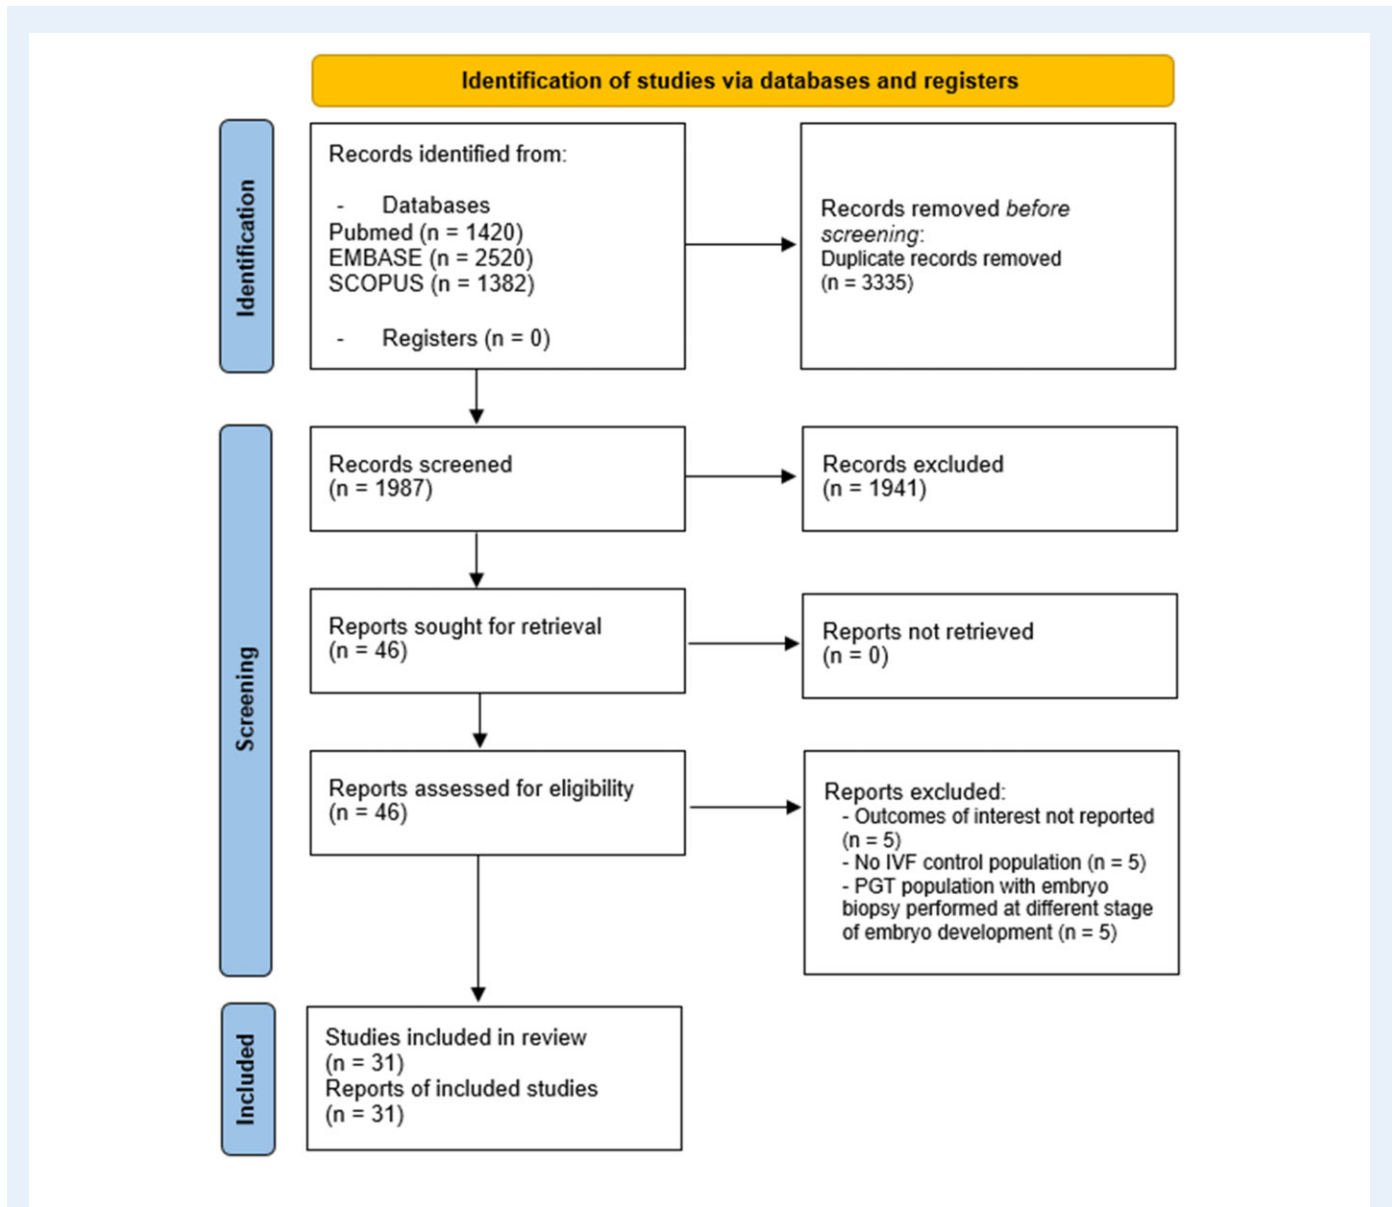 Identification of studies via databases and registers
Identification
Records identified from:
- Databases
Pubmed (n = 1420)
EMBASE (n = 2520)
SCOPUS (n = 1382)
- Registers (n = 0)
Records removed before
screening:
Duplicate records removed
(n = 3335)
Screening
Records screened
(n = 1987)
Records excluded
(n = 1941)
Reports sought for retrieval
(n = 46)
Reports not retrieved
(n = 0)
Reports assessed for eligibility
(n = 46)
Reports excluded:
- Outcomes of interest not reported
(n = 5)
- No IVF control population (n = 5)
- PGT population with embryo
biopsy performed at different stage
of embryo development (n = 5)
Included
Studies included in review
(n = 31)
Reports of included studies
(n = 31)